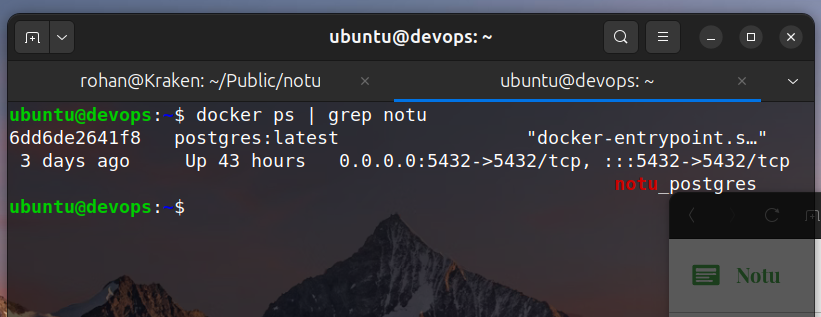 ubuntu@devops: ~
rohan@Kraken: ~/Public/notu
ubuntu@devops: ~
ubuntu@devops:~$ docker ps | grep notu
6dd6de2641f8   postgres:latest                 "docker-entrypoint.s…"
3 days ago     Up 43 hours   0.0.0.0:5432->5432/tcp, :::5432->5432/tcp
notu_postgres
ubuntu@devops:~$
Notu